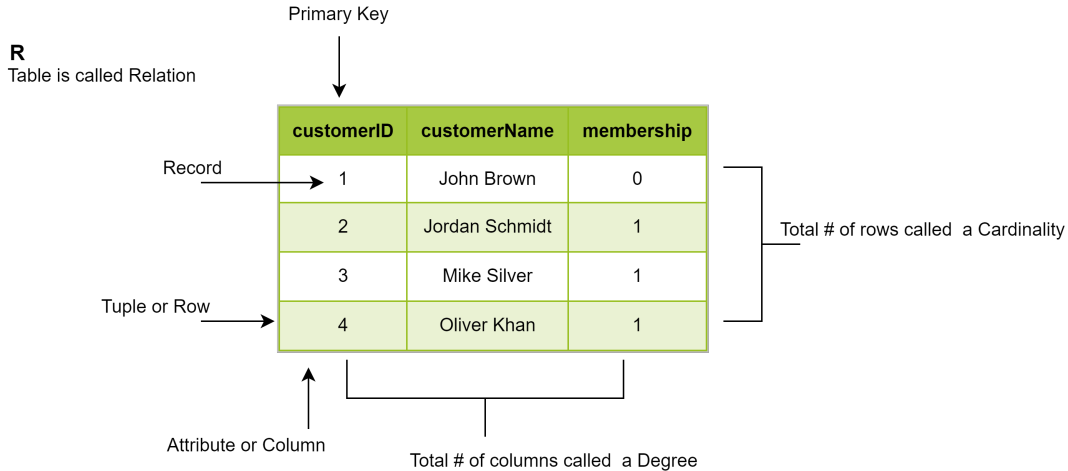 Primary Key
R
Table is called Relation
customerID customerName membership
Record
1 John Brown 0
2 Jordan Schmidt 1
Total # of rows called  a Cardinality
3 Mike Silver 1
Tuple or Row
4 Oliver Khan 1
Attribute or Column
Total # of columns called  a Degree